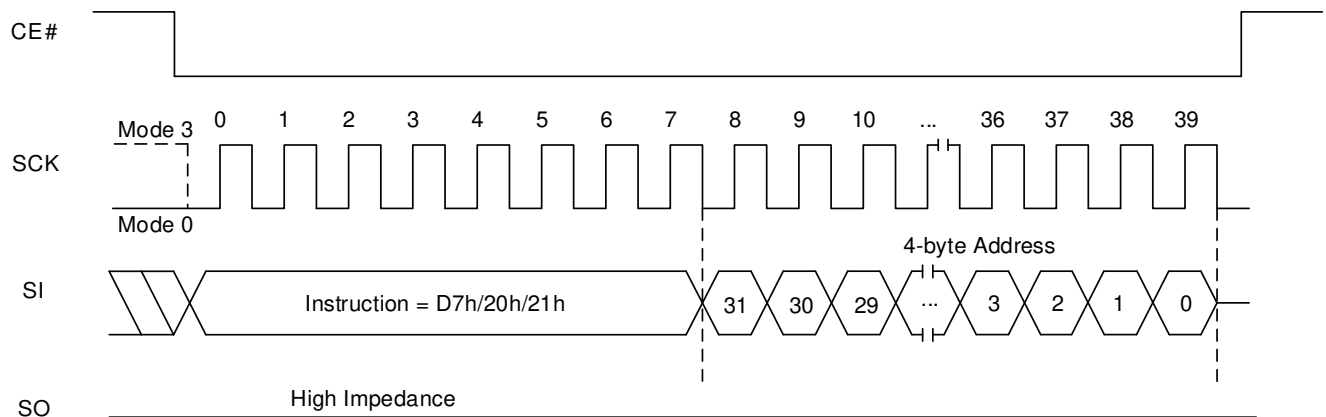 CE#
0 1 2 3 4 5 6 7 8 9 10 ... 36 37 38 39
Mode 3
SCK
Mode 0
4-byte Address
SI
Instruction = D7h/20h/21h
31 30 29 ... 3 2 1 0
High Impedance
SO